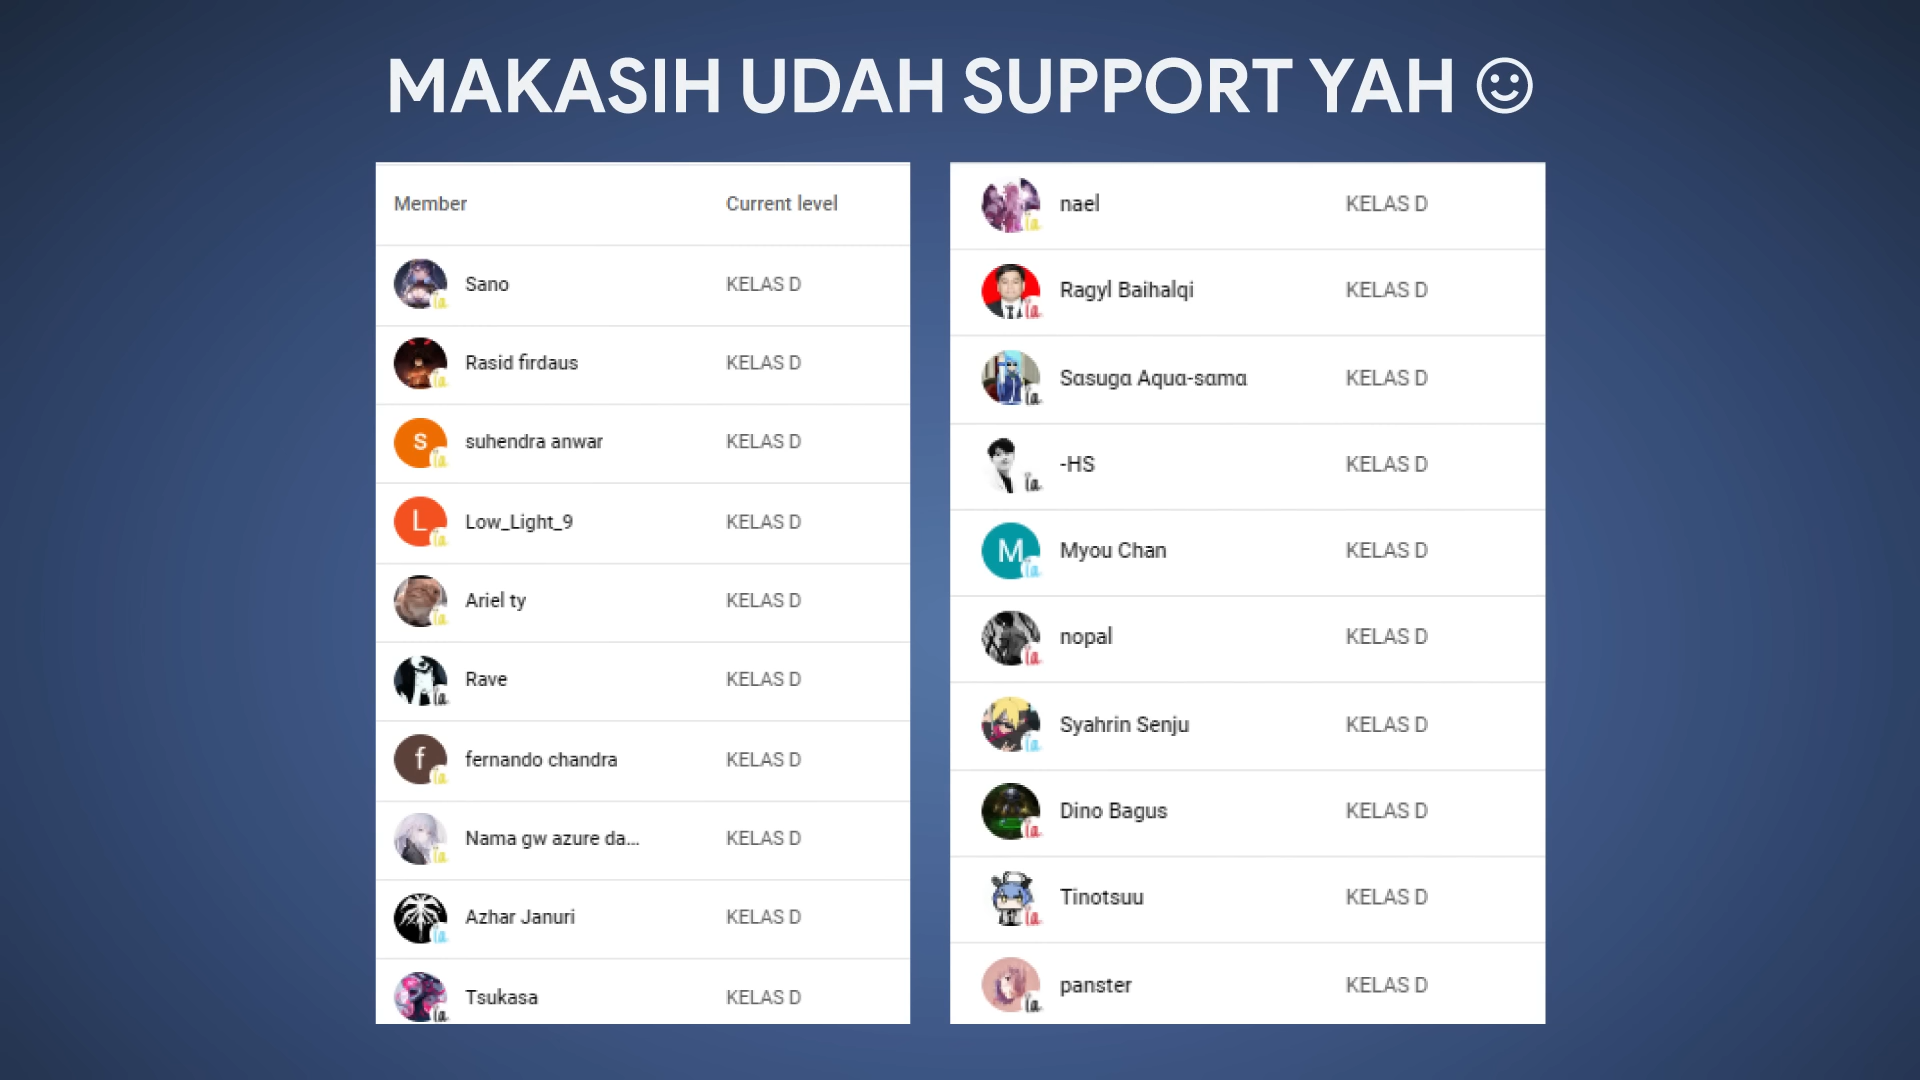 MAKASIH UDAH SUPPORT YAH ☺
Member Current level
Sano KELAS D
Rasid firdaus KELAS D
s suhendra anwar KELAS D
L Low_Light_9 KELAS D
Ariel ty KELAS D
Rave KELAS D
f fernando chandra KELAS D
Nama gw azure da... KELAS D
Azhar Januri KELAS D
Tsukasa KELAS D
nael KELAS D
Ragyl Baihalqi KELAS D
Sɑsugɑ Aquɑ-sɑmɑ KELAS D
-HS KELAS D
M Myou Chan KELAS D
nopal KELAS D
Syahrin Senju KELAS D
Dino Bagus KELAS D
Tinotsuu KELAS D
panster KELAS D